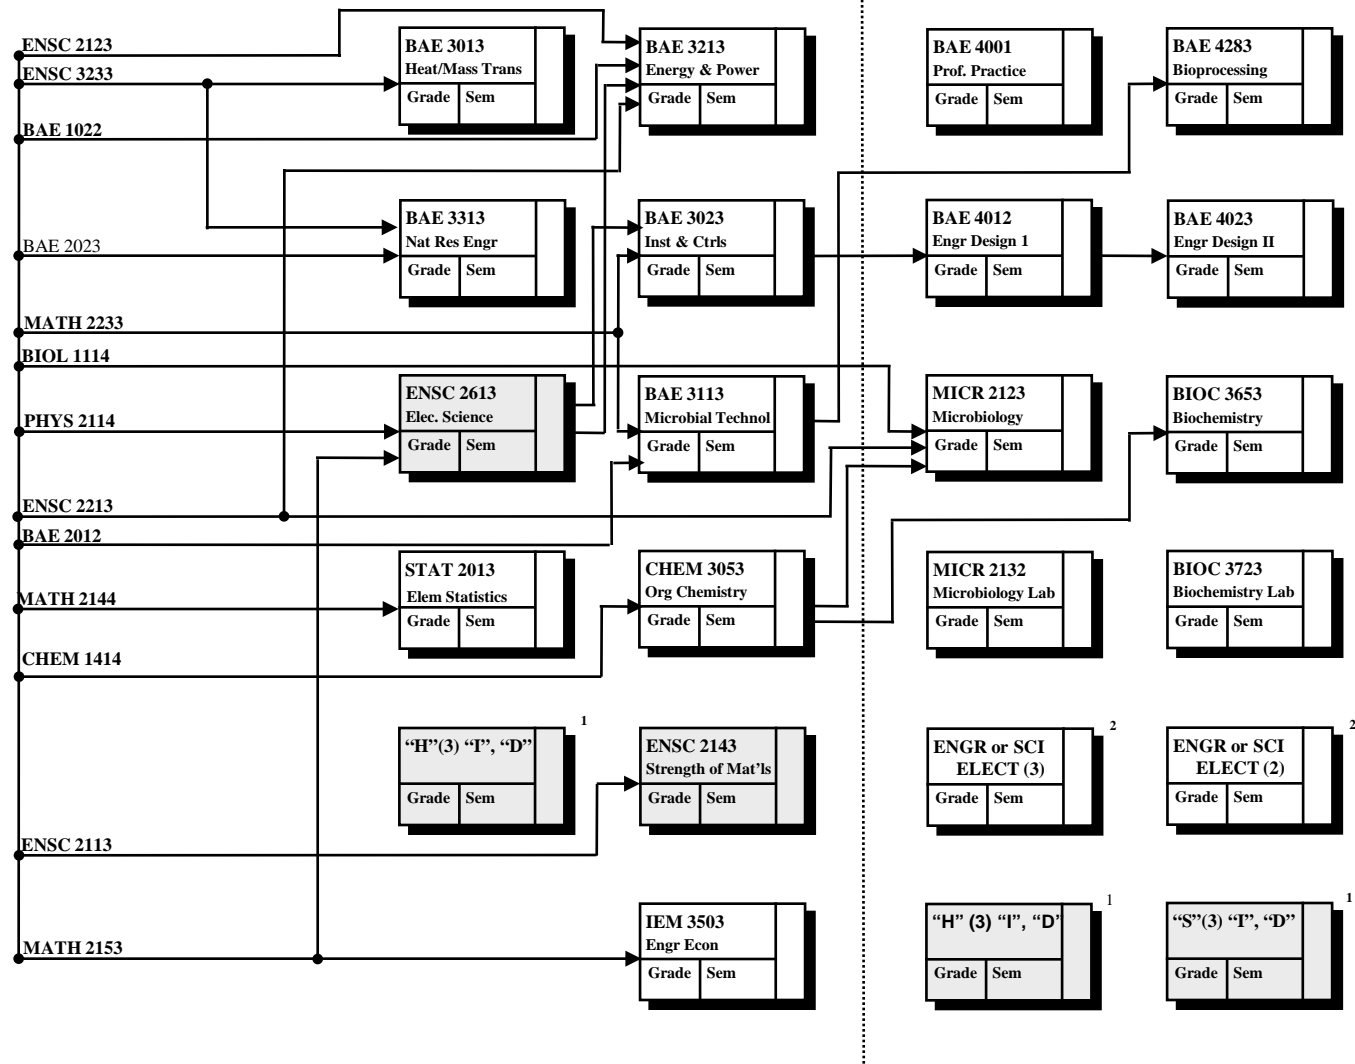 ENSC 2123
ENSC 3233
BAE 1022
BAE 2023
MATH 2233
BIOL 1114
PHYS 2114
ENSC 2213
BAE 2012
MATH 2144
CHEM 1414
ENSC 2113
MATH 2153
BAE 3013
Heat/Mass Trans
Grade Sem
BAE 3313
Nat Res Engr
Grade Sem
ENSC 2613
Elec. Science
Grade Sem
STAT 2013
Elem Statistics
Grade Sem
1
“H”(3) “I”, “D”
Grade Sem
BAE 3213
Energy & Power
Grade Sem
BAE 3023
Inst & Ctrls
Grade Sem
BAE 3113
Microbial Technol
Grade Sem
CHEM 3053
Org Chemistry
Grade Sem
ENSC 2143
Strength of Mat’ls
Grade Sem
IEM 3503
Engr Econ
Grade Sem
BAE 4001
Prof. Practice
Grade Sem
BAE 4012
Engr Design 1
Grade Sem
MICR 2123
Microbiology
Grade Sem
MICR 2132
Microbiology Lab
Grade Sem
2
ENGR or SCI
ELECT (3)
Grade Sem
1
“H” (3) “I”, “D”
Grade Sem
BAE 4283
Bioprocessing
Grade Sem
BAE 4023
Engr Design II
Grade Sem
BIOC 3653
Biochemistry
Grade Sem
BIOC 3723
Biochemistry Lab
Grade Sem
2
ENGR or SCI
ELECT (2)
Grade Sem
1
“S”(3) “I”, “D”
Grade Sem